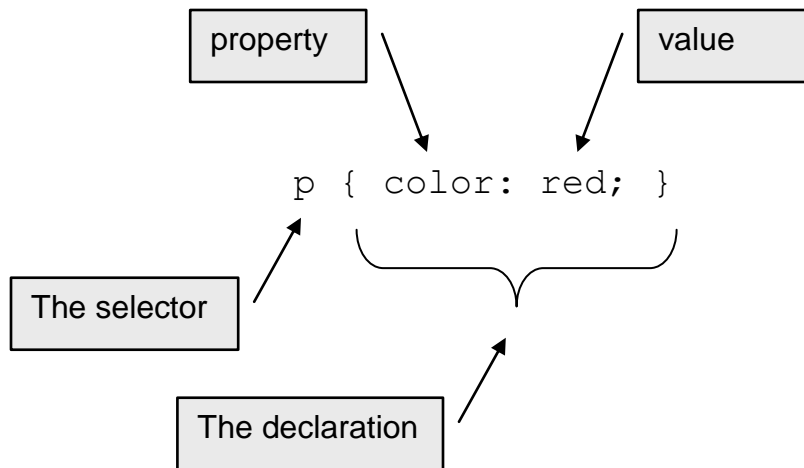 property
value
p { color: red; }
The selector
The declaration